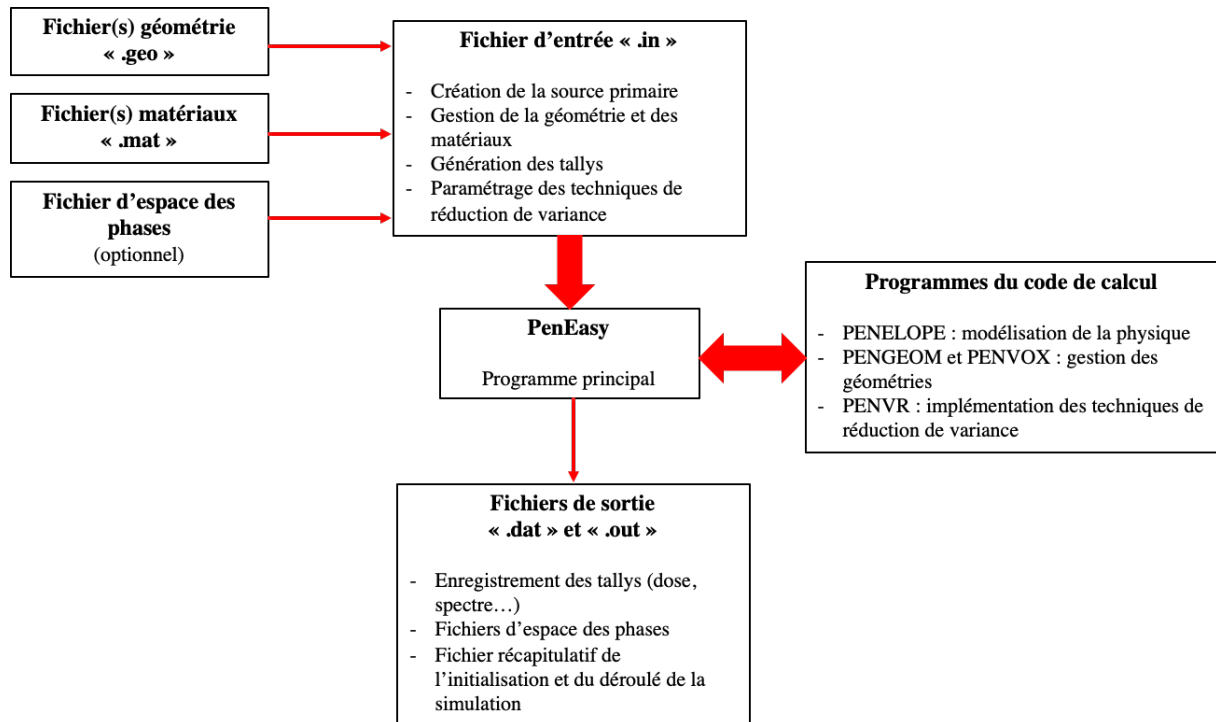 Fichier(s) géométrie
« .geo »
Fichier(s) matériaux
« .mat »
Fichier d'espace des
phases
(optionnel)
Fichier d'entrée « .in »
- Création de la source primaire
- Gestion de la géométrie et des
matériaux
- Génération des tallys
- Paramétrage des techniques de
réduction de variance
PenEasy
Programme principal
Programmes du code de calcul
- PENELOPE : modélisation de la physique
- PENGEOM et PENVOX : gestion des
géométries
- PENVR : implémentation des techniques de
réduction de variance
Fichiers de sortie
« .dat » et « .out »
- Enregistrement des tallys (dose,
spectre…)
- Fichiers d'espace des phases
- Fichier récapitulatif de
l'initialisation et du déroulé de la
simulation